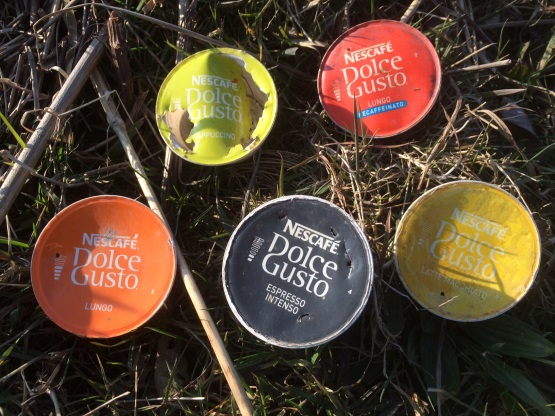 NESCAFÉ
Dolce
Gusto
CAPPUCCINO
NESCAFÉ
Dolce
Gusto
LUNGO
DECAFFEINATO
NESCAFÉ
Dolce
Gusto
LUNGO
NESCAFÉ
Dolce
Gusto
ESPRESSO
INTENSO
NESCAFÉ
Dolce
Gusto
LATTE MACCHIATO